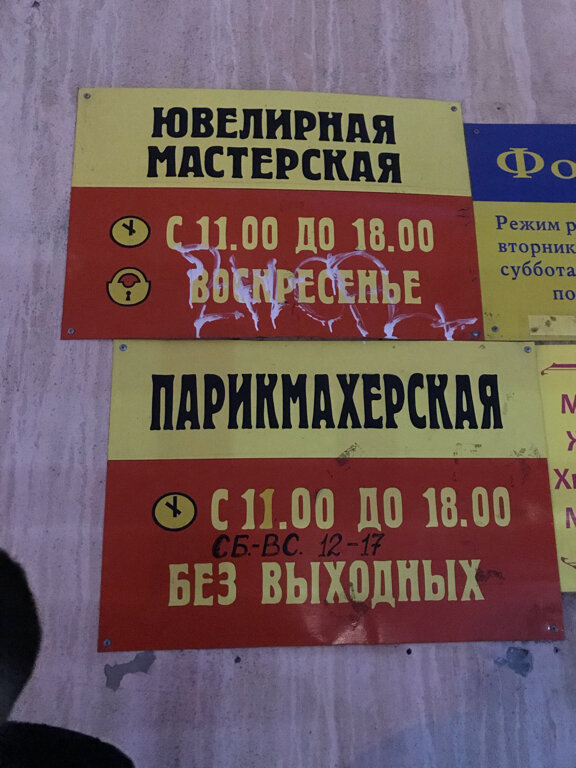 ЮВЕЛИРНАЯ
МАСТЕРСКАЯ
С 11.00 ДО 18.00
ВОСКРЕСЕНЬЕ
Фо
Режим р
вторник
суббота
по
ПАРИКМАХЕРСКАЯ
С 11.00 ДО 18.00
СБ.-ВС. 12-17
БЕЗ ВЫХОДНЫХ